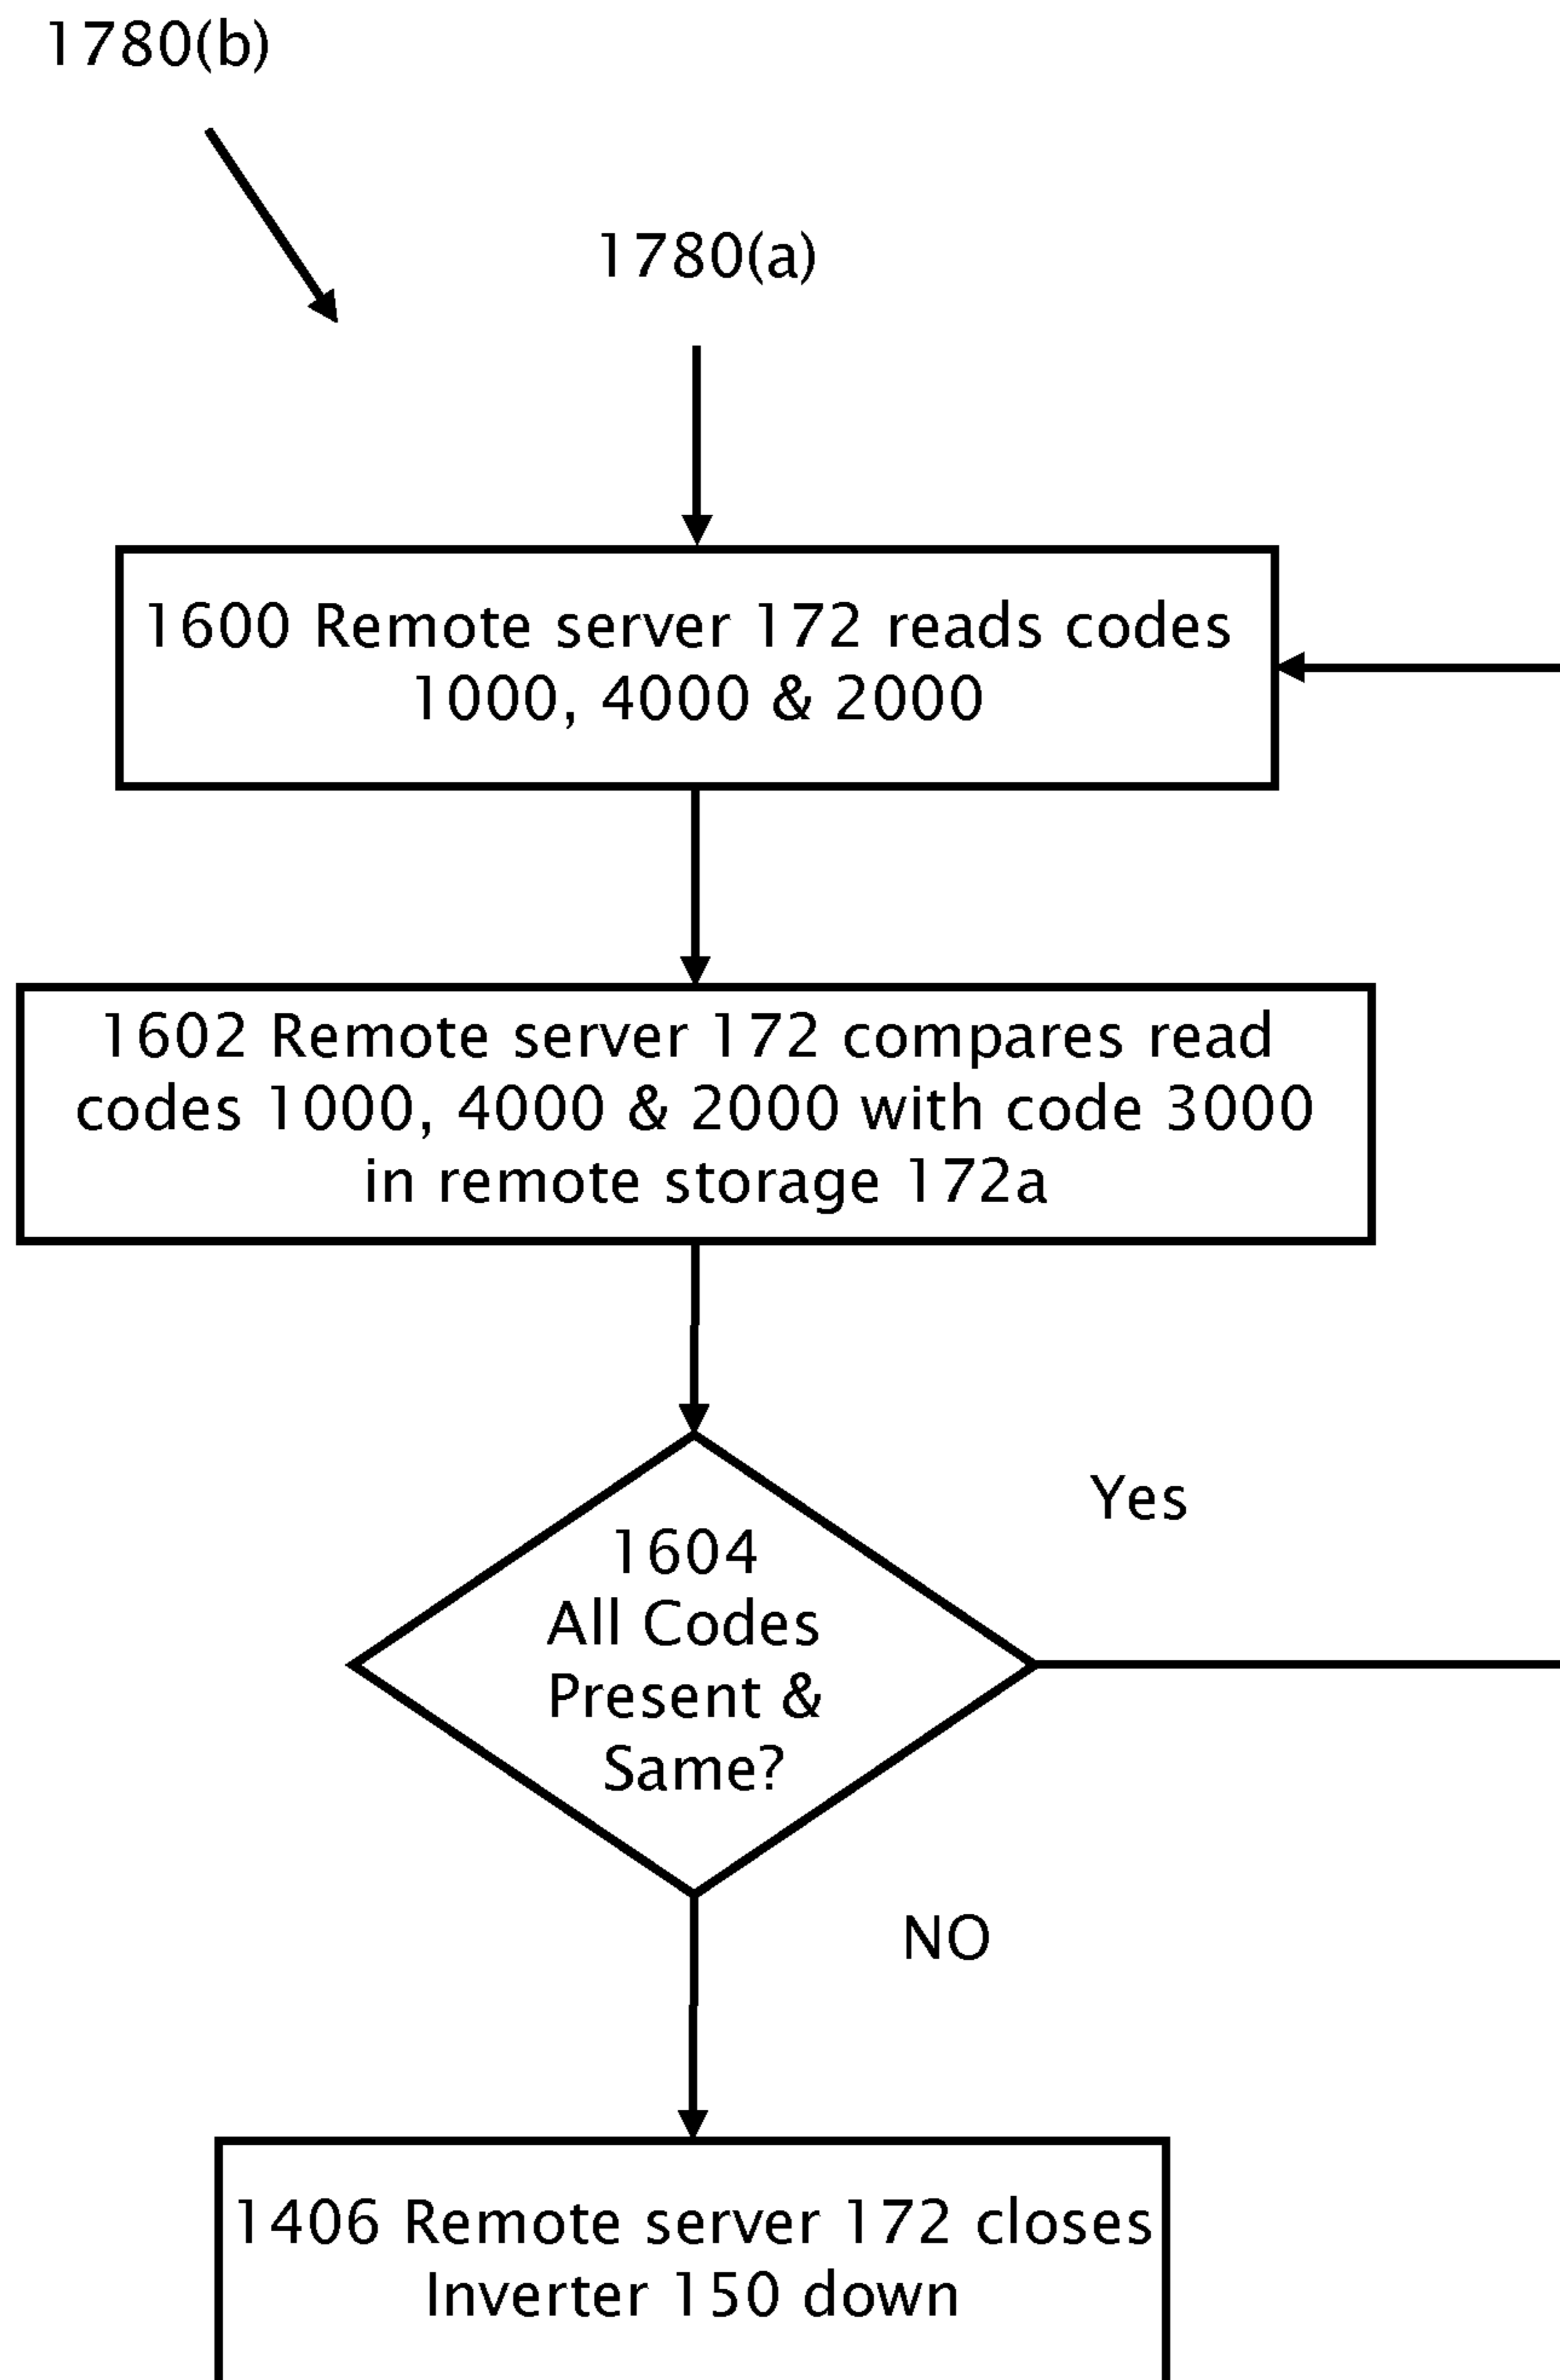 1780(b)
1780(a)
1600 Remote server 172 reads codes
1000, 4000 & 2000
1602 Remote server 172 compares read
codes 1000, 4000 & 2000 with code 3000
in remote storage 172a
Yes
1604
All Codes
Present &
Same?
NO
1406 Remote server 172 closes
Inverter 150 down